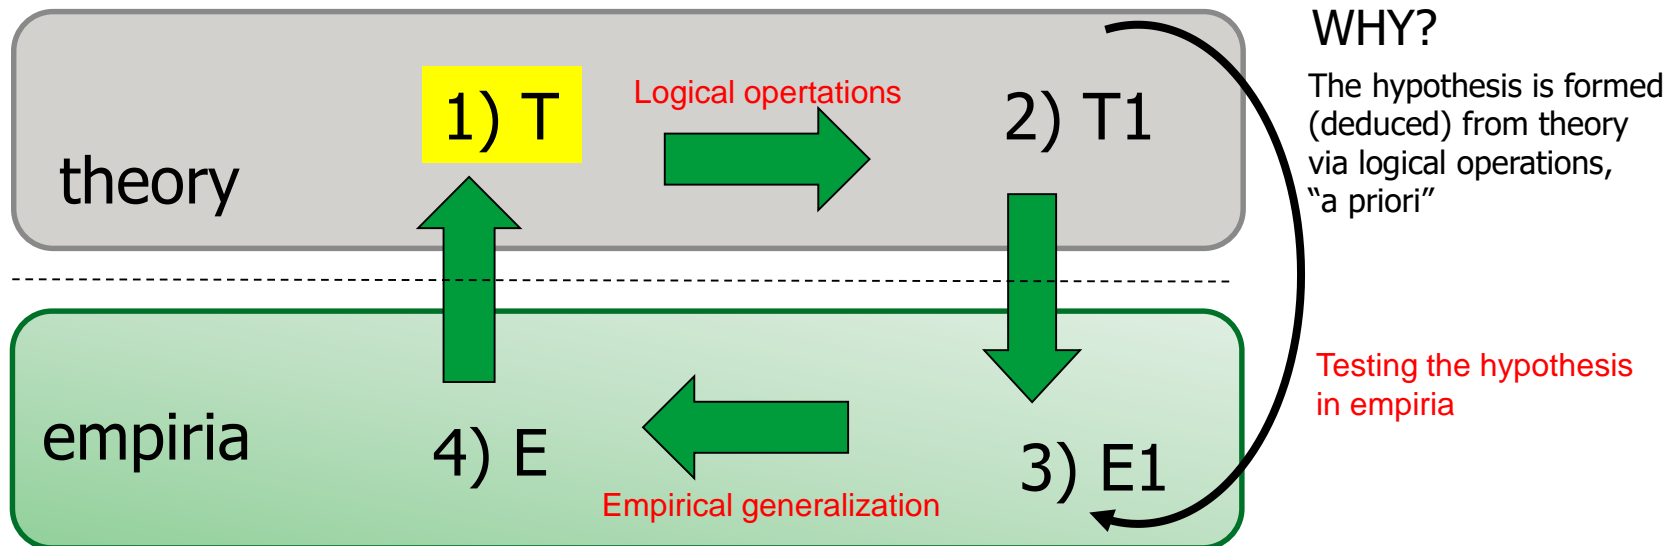 WHY?
The hypothesis is formed
(deduced) from theory
via logical operations,
“a priori”
1) T
Logical opertations
2) T1
theory
Testing the hypothesis
in empiria
empiria
4) E
3) E1
Empirical generalization